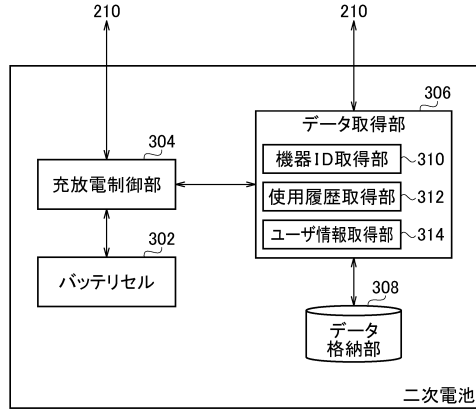 210
210
306
データ取得部
304
機器ID取得部
310
充放電制御部
使用履歴取得部
312
ユーザ情報取得部
314
302
バッテリセル
308
データ
格納部
二次電池